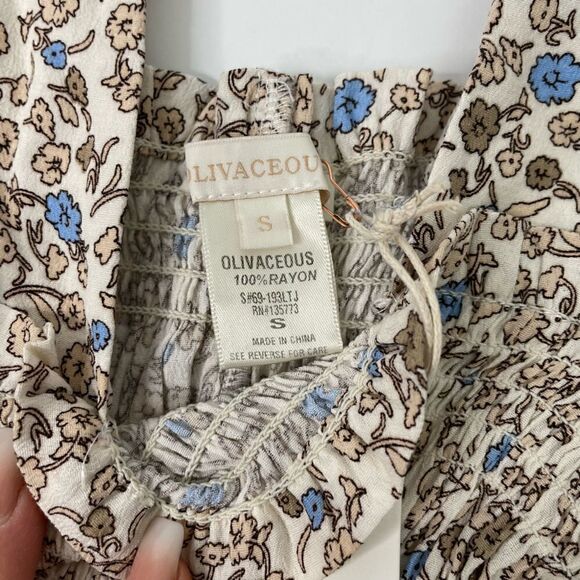 OLIVACEOU
S
OLIVACEOUS
100% RAYON
S#69-193LTJ
RN#135773
S
MADE IN CHINA
SEE REVERSE FOR CARE